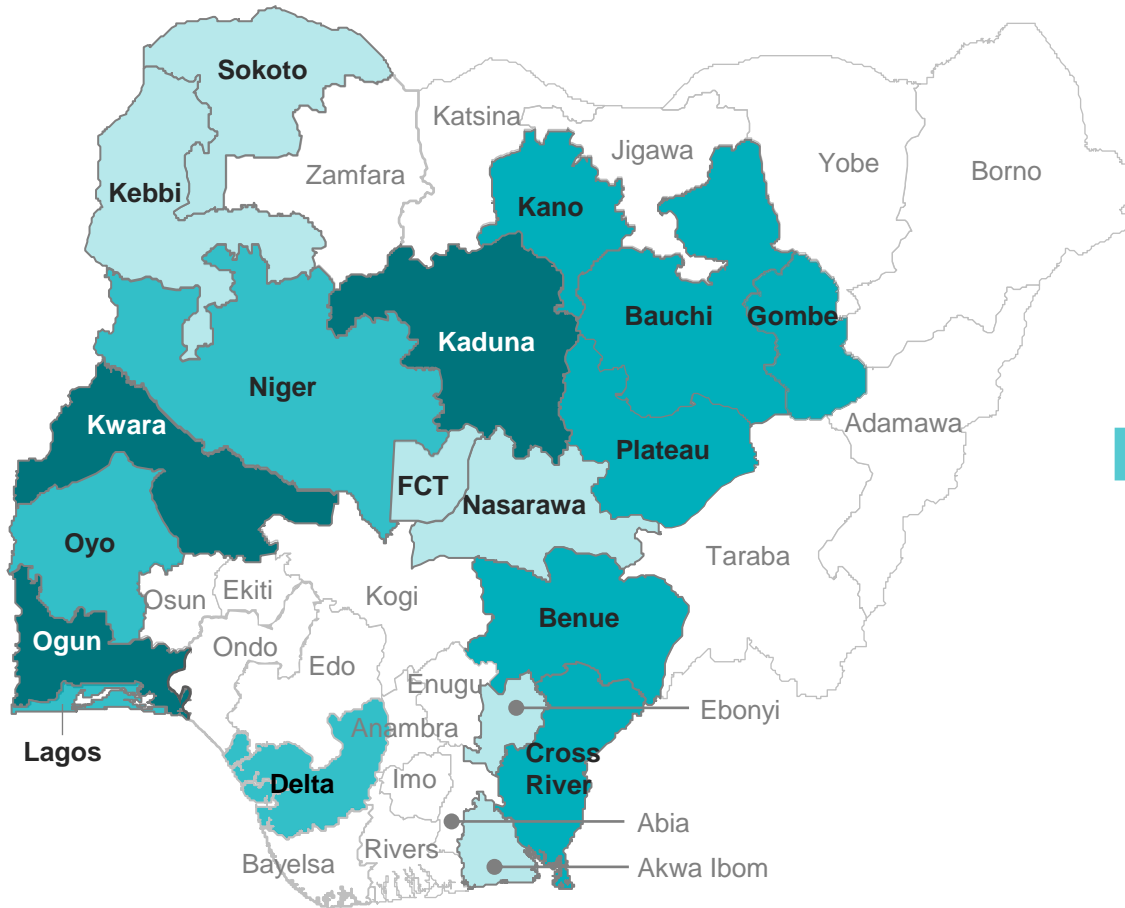 Sokoto
Katsina
Jigawa
Yobe
Borno
Zamfara
Kebbi
Kano
Bauchi
Gombe
Kaduna
Niger
Adamawa
Kwara
Plateau
FCT
Nasarawa
Oyo
Taraba
Ekiti
Osun
Kogi
Benue
Ogun
Ondo
Edo
Enugu
Ebonyi
Anambra
Lagos
Cross
River
Delta
Imo
Abia
Rivers
Bayelsa
Akwa Ibom